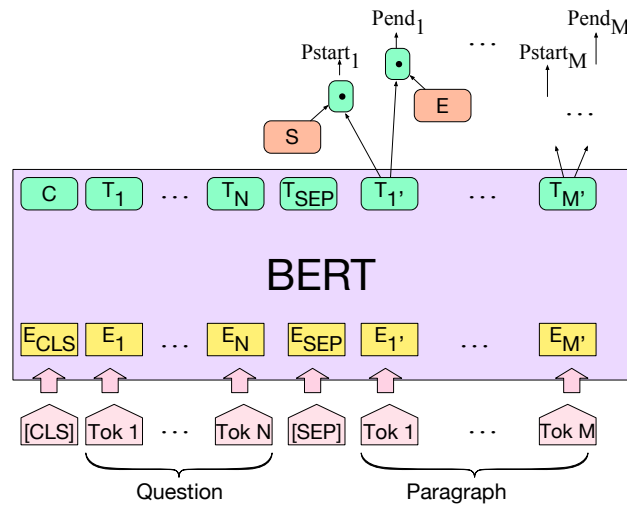 Pstart1 Pend1 ... PstartM PendM
• •
S E ...
C T1 ... TN TSEP T1' ... TM'
BERT
ECLS E1 ... EN ESEP E1' ... EM'
[CLS] Tok 1 ... Tok N [SEP] Tok 1 ... Tok M
Question Paragraph